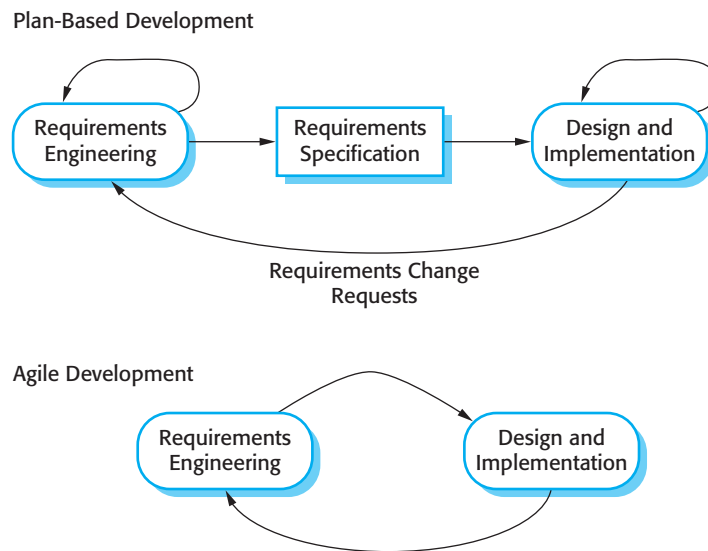 Plan-Based Development
Requirements
Engineering
Requirements
Specification
Design and
Implementation
Requirements Change
Requests
Agile Development
Requirements
Engineering
Design and
Implementation